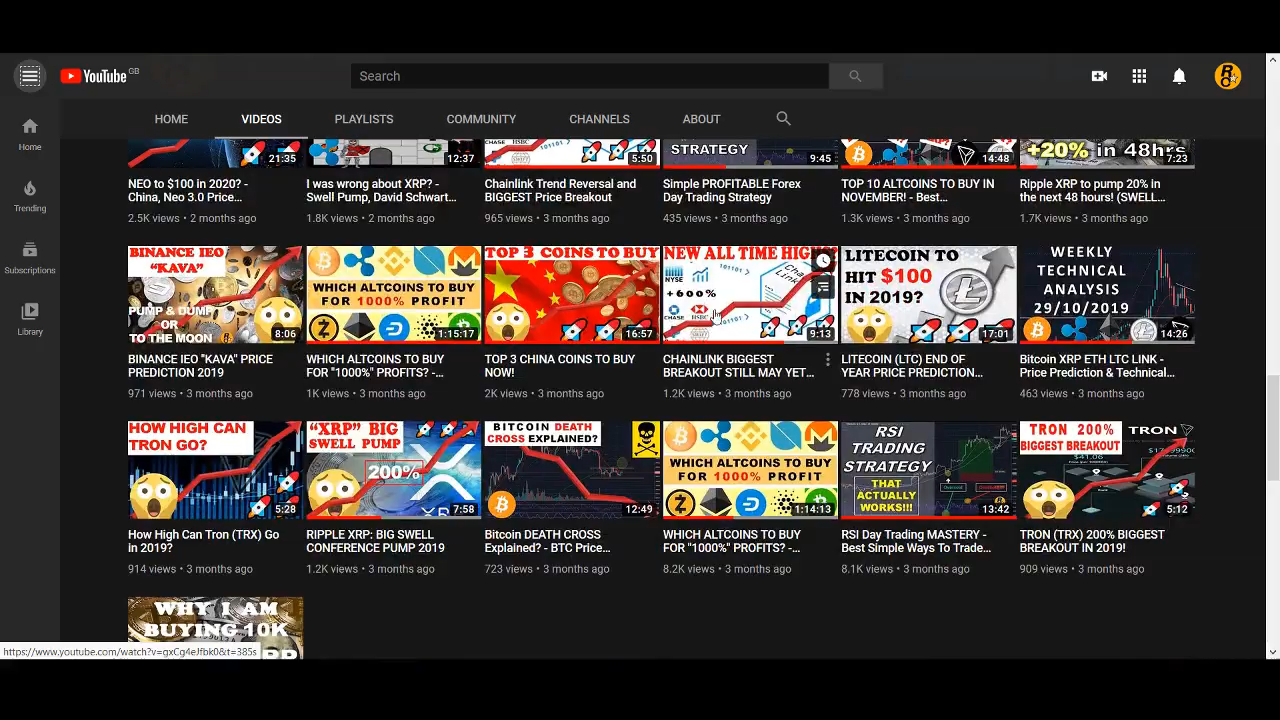 YouTube GB
Search
HOME VIDEOS PLAYLISTS COMMUNITY CHANNELS ABOUT
Home
Trending
Subscriptions
Library
21:35
12:37
CHASE HSBC
5:50
STRATEGY
9:45
14:48
+20% in 48hrs
7:23
NEO to $100 in 2020? -
China, Neo 3.0 Price...
2.5K views • 2 months ago
I was wrong about XRP? -
Swell Pump, David Schwart...
1.8K views • 2 months ago
Chainlink Trend Reversal and
BIGGEST Price Breakout
965 views • 3 months ago
Simple PROFITABLE Forex
Day Trading Strategy
435 views • 3 months ago
TOP 10 ALTCOINS TO BUY IN
NOVEMBER! - Best...
1.3K views • 3 months ago
Ripple XRP to pump 20% in
the next 48 hours! (SWELL...
1.7K views • 3 months ago
BINANCE IEO
"KAVA"
PUMP & DUMP
OR
TO THE MOON
8:06
WHICH ALTCOINS TO BUY
FOR 1000% PROFIT
1:15:17
TOP 3 COINS TO BUY
16:57
NEW ALL TIME HIGHS
NYSE
+600%
CHASE HSBC
9:13
LITECOIN TO
HIT $100
IN 2019?
17:01
WEEKLY
TECHNICAL
ANALYSIS
29/10/2019
14:26
BINANCE IEO "KAVA" PRICE
PREDICTION 2019
971 views • 3 months ago
WHICH ALTCOINS TO BUY
FOR "1000%" PROFITS? -...
1K views • 3 months ago
TOP 3 CHINA COINS TO BUY
NOW!
2K views • 3 months ago
CHAINLINK BIGGEST
BREAKOUT STILL MAY YET...
1.2K views • 3 months ago
LITECOIN (LTC) END OF
YEAR PRICE PREDICTION...
778 views • 3 months ago
Bitcoin XRP ETH LTC LINK -
Price Prediction & Technical...
463 views • 3 months ago
HOW HIGH CAN
TRON GO?
5:28
"XRP" BIG
SWELL PUMP
200%
7:58
BITCOIN DEATH
CROSS EXPLAINED?
12:49
WHICH ALTCOINS TO BUY
FOR 1000% PROFIT
1:14:13
RSI
TRADING
STRATEGY
THAT
ACTUALLY
WORKS!!!
13:42
TRON 200%
BIGGEST BREAKOUT
TRON
5:12
How High Can Tron (TRX) Go
in 2019?
914 views • 3 months ago
RIPPLE XRP: BIG SWELL
CONFERENCE PUMP 2019
1.2K views • 3 months ago
Bitcoin DEATH CROSS
Explained? - BTC Price...
723 views • 3 months ago
WHICH ALTCOINS TO BUY
FOR "1000%" PROFITS? -...
8.2K views • 3 months ago
RSI Day Trading MASTERY -
Best Simple Ways To Trade...
8.1K views • 3 months ago
TRON (TRX) 200% BIGGEST
BREAKOUT IN 2019!
909 views • 3 months ago
WHY I AM
BUYING 10K
https://www.youtube.com/watch?v=gxCg4eJfbk0&t=385s